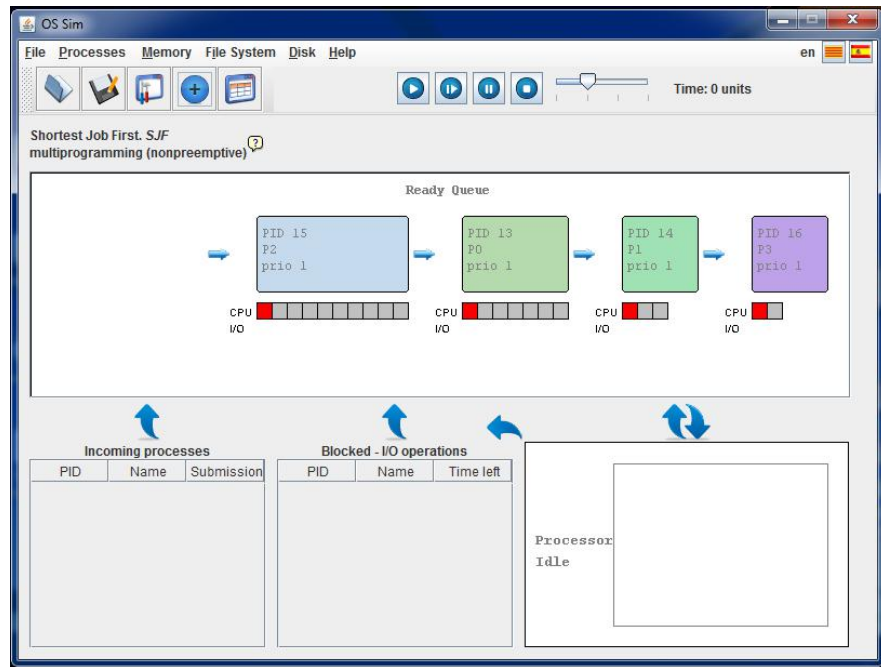 OS Sim
File Processes Memory File System Disk Help en
Time: 0 units
Shortest Job First. SJF
multiprogramming (nonpreemptive) ?
Ready Queue
PID 15
P2
prio 1
CPU
I/O
PID 13
P0
prio 1
CPU
I/O
PID 14
P1
prio 1
CPU
I/O
PID 16
P3
prio 1
CPU
I/O
Incoming processes
PID Name Submission
Blocked - I/O operations
PID Name Time left
Processor
Idle